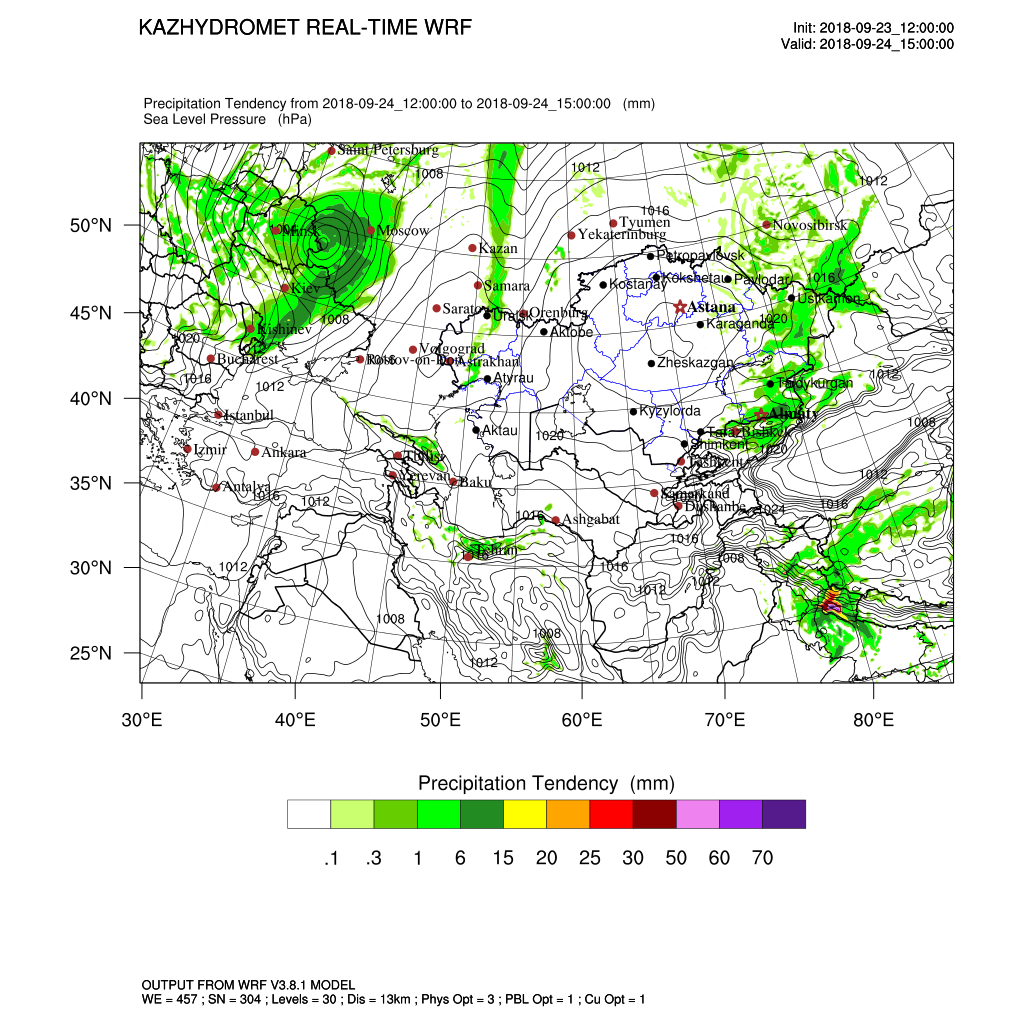 KAZHYDROMET REAL-TIME WRF
Init: 2018-09-23_12:00:00
Valid: 2018-09-24_15:00:00
Precipitation Tendency from 2018-09-24_12:00:00 to 2018-09-24_15:00:00 (mm)
Sea Level Pressure (hPa)
Saint-Petersburg
1008
1012
1012
1016
Tyumen
Novosibirsk
50°N
Minsk
Moscow
Yekaterinburg
Kazan
Petropavlovsk
Kokshetau
Pavlodar
1016
Kiev
Samara
Kostanay
Ustkamen
Saratov
Uralsk
Orenburg
Astana
45°N
1008
1020
Kishinev
Aktobe
Karaganda
1020
1012
Volgograd
Bucharest
Rostov-on-Don
1016
Astrakhan
Zheskazgan
1016
1012
Atyrau
Taldykurgan
1012
40°N
Istanbul
Kyzylorda
Almaty
1008
Aktau
1020
Taraz
Bishkek
Izmir
Ankara
Shimkent
1020
Tbilisi
Tashkent
1012
Yerevan
35°N
Antalya
1016
1012
Baku
Samarkand
Dushanbe
1024
1016
1016
Ashgabat
1016
Tehran
1008
30°N
1012
1016
1012
1012
1008
1008
25°N
1012
30°E
40°E
50°E
60°E
70°E
80°E
Precipitation Tendency (mm)
.1 .3 1 6 15 20 25 30 50 60 70
OUTPUT FROM WRF V3.8.1 MODEL
WE = 457 ; SN = 304 ; Levels = 30 ; Dis = 13km ; Phys Opt = 3 ; PBL Opt = 1 ; Cu Opt = 1